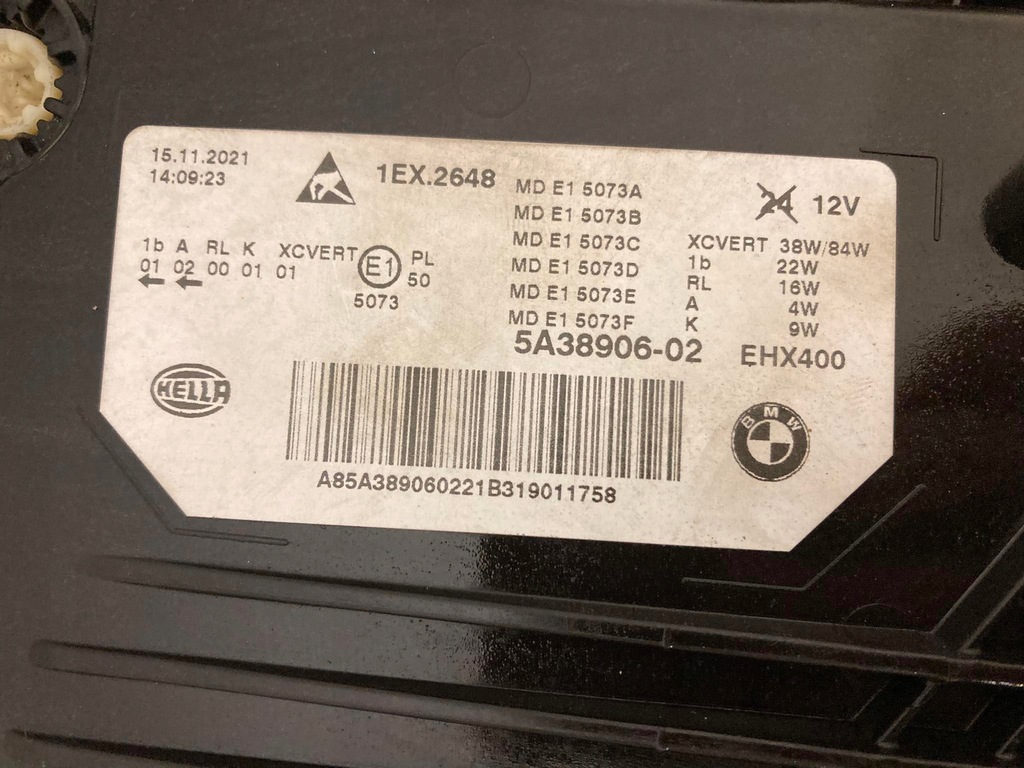 15.11.2021
14:09:23
1EX.2648
MD E1 5073A
MD E1 5073B
MD E1 5073C
MD E1 5073D
MD E1 5073E
MD E1 5073F
24 12V
XCVERT 38W/84W
1b 22W
RL 16W
A 4W
K 9W
1b A RL K XCVERT
01 02 00 01 01
E1
PL
50
5073
5A38906-02
EHX400
HELLA
BMW
A85A389060221B319011758